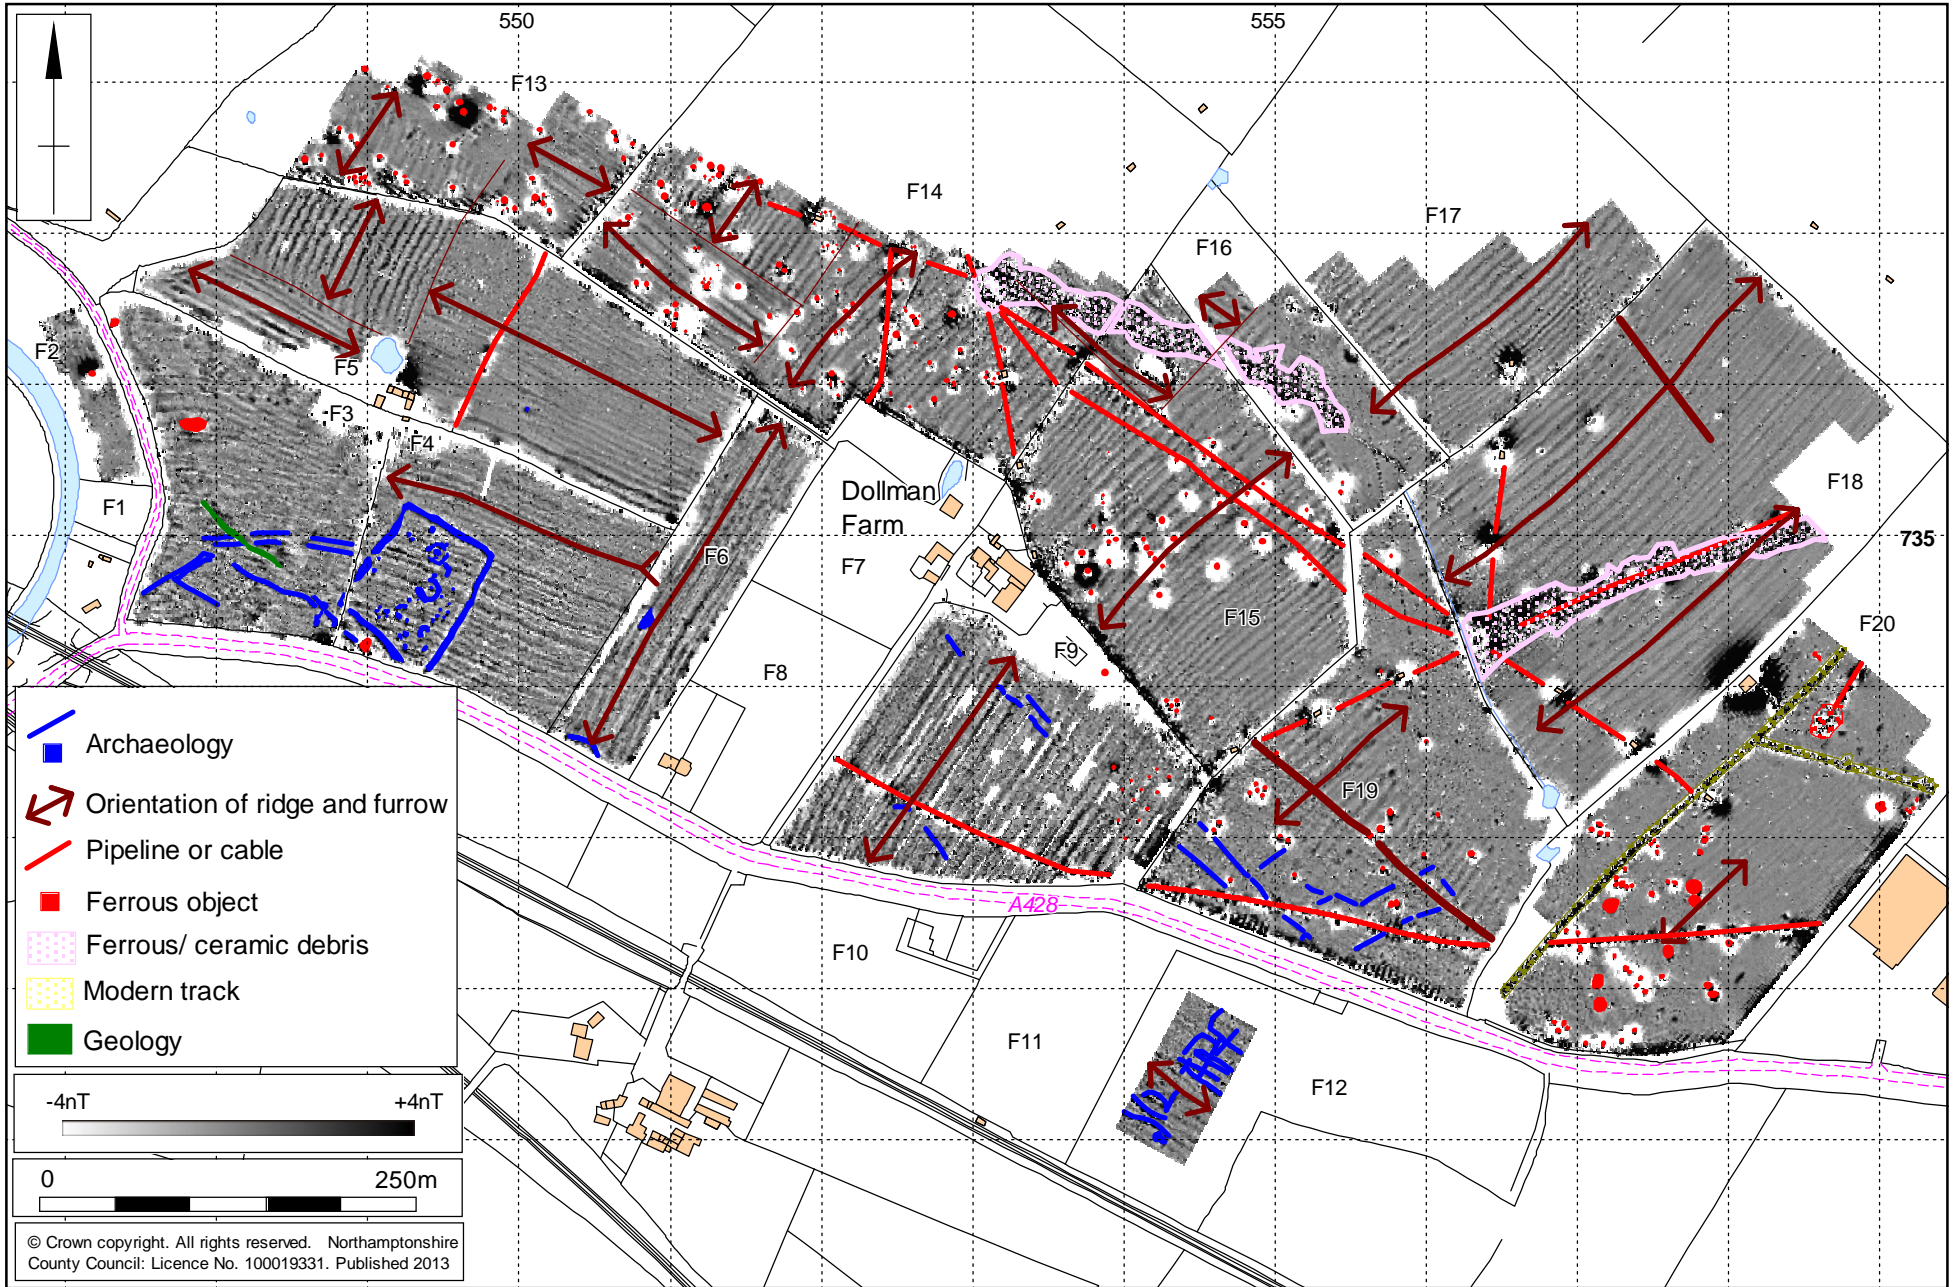 550
555
F13
F14
F17
F16
F2
F5
F3
F4
F18
F1
Dollman
Farm
735
F6
F7
F15
F20
F9
F8
F19
A428
F10
F11
F12
Archaeology
Orientation of ridge and furrow
Pipeline or cable
Ferrous object
Ferrous/ ceramic debris
Modern track
Geology
-4nT +4nT
0 250m
© Crown copyright. All rights reserved. Northamptonshire
County Council: Licence No. 100019331. Published 2013